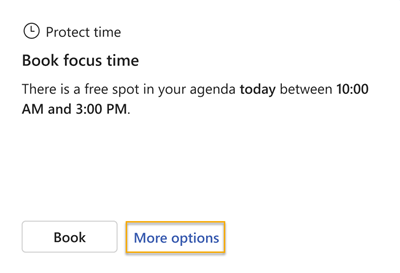 Protect time
Book focus time
There is a free spot in your agenda today between 10:00
AM and 3:00 PM.
Book
More options